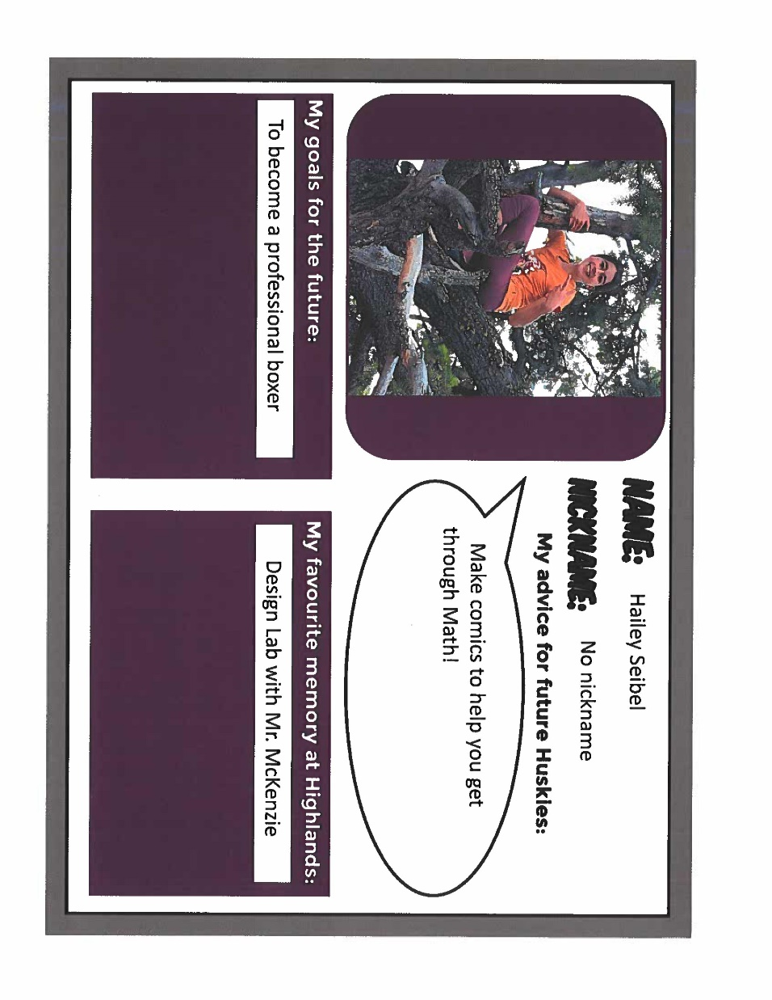 NAME: Hailey Seibel
NICKNAME: No nickname
My advice for future Huskies:
Make comics to help you get
through Math!
My goals for the future:
To become a professional boxer
My favourite memory at Highlands:
Design Lab with Mr. McKenzie